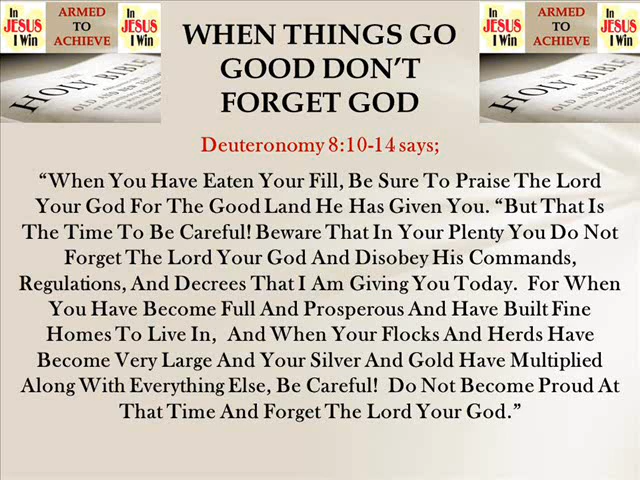 In
JESUS
I Win
ARMED
TO
ACHIEVE
In
JESUS
I Win
HOLY BIBLE
OLD AND NEW
WHEN THINGS GO
GOOD DON’T
FORGET GOD
In
JESUS
I Win
ARMED
TO
ACHIEVE
In
JESUS
I Win
HOLY BIBLE
OLD AND NEW
Deuteronomy 8:10-14 says;
“When You Have Eaten Your Fill, Be Sure To Praise The Lord
Your God For The Good Land He Has Given You. “But That Is
The Time To Be Careful! Beware That In Your Plenty You Do Not
Forget The Lord Your God And Disobey His Commands,
Regulations, And Decrees That I Am Giving You Today. For When
You Have Become Full And Prosperous And Have Built Fine
Homes To Live In, And When Your Flocks And Herds Have
Become Very Large And Your Silver And Gold Have Multiplied
Along With Everything Else, Be Careful! Do Not Become Proud At
That Time And Forget The Lord Your God.”